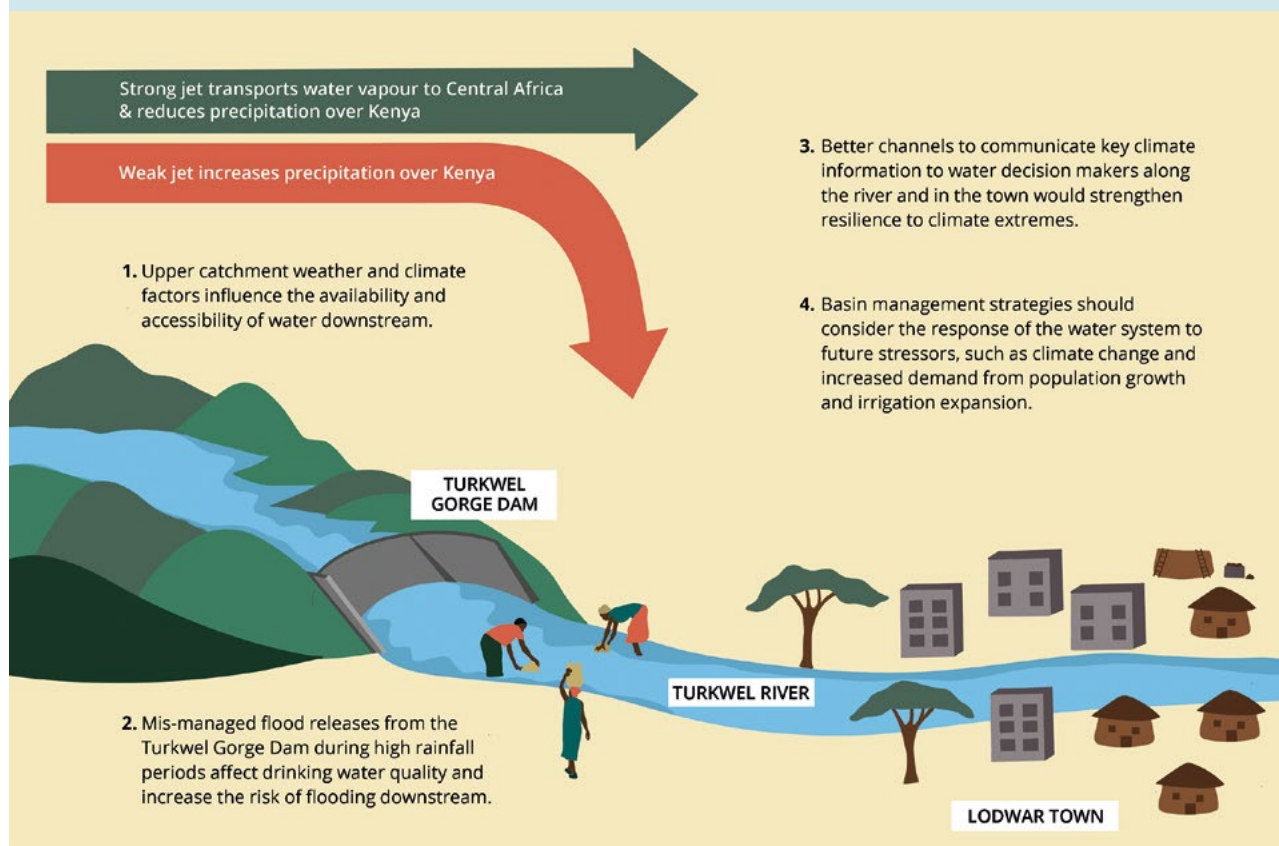 Strong jet transports water vapour to Central Africa
& reduces precipitation over Kenya
Weak jet increases precipitation over Kenya
1. Upper catchment weather and climate
factors influence the availability and
accessibility of water downstream.
3. Better channels to communicate key climate
information to water decision makers along
the river and in the town would strengthen
resilience to climate extremes.
4. Basin management strategies should
consider the response of the water system to
future stressors, such as climate change and
increased demand from population growth
and irrigation expansion.
TURKWEL
GORGE DAM
TURKWEL RIVER
2. Mis-managed flood releases from the
Turkwel Gorge Dam during high rainfall
periods affect drinking water quality and
increase the risk of flooding downstream.
LODWAR TOWN